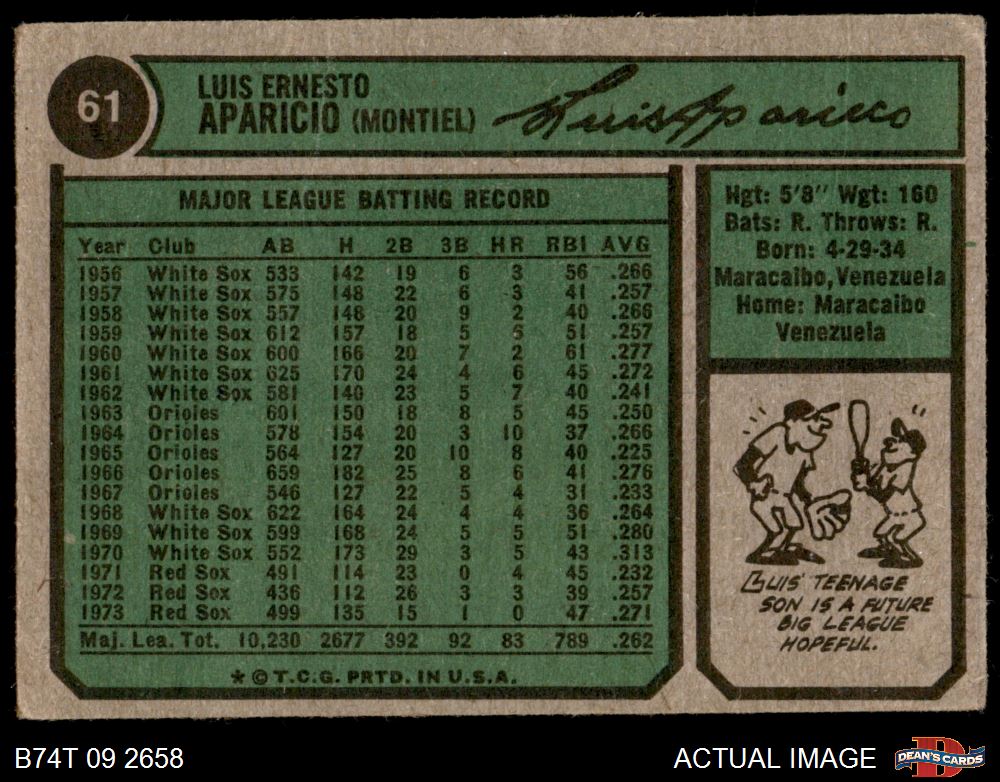 61
LUIS ERNESTO
APARICIO (MONTIEL)
Luis Aparicio
MAJOR LEAGUE BATTING RECORD
Year Club AB H 2B 3B HR RBI AVG
1956 White Sox 533 142 19 6 3 56 .266
1957 White Sox 575 148 22 6 3 41 .257
1958 White Sox 557 148 20 9 2 40 .266
1959 White Sox 612 157 18 5 6 51 .257
1960 White Sox 600 166 20 7 2 61 .277
1961 White Sox 625 170 24 4 6 45 .272
1962 White Sox 581 140 23 5 7 40 .241
1963 Orioles 601 150 18 8 5 45 .250
1964 Orioles 578 154 20 3 10 37 .266
1965 Orioles 564 127 20 10 8 40 .225
1966 Orioles 659 182 25 8 6 41 .276
1967 Orioles 546 127 22 5 4 31 .233
1968 White Sox 622 164 24 4 4 36 .264
1969 White Sox 599 168 24 5 5 51 .280
1970 White Sox 552 173 29 3 5 43 .313
1971 Red Sox 491 114 23 0 4 45 .232
1972 Red Sox 436 112 26 3 3 39 .257
1973 Red Sox 499 135 15 1 0 47 .271
Maj. Lea. Tot. 10,230 2677 392 92 83 789 .262
* © T.C.G. PRTD. IN U.S.A.
Hgt: 5'8" Wgt: 160
Bats: R. Throws: R.
Born: 4-29-34
Maracaibo, Venezuela
Home: Maracaibo
Venezuela
LUIS' TEENAGE
SON IS A FUTURE
BIG LEAGUE
HOPEFUL.
B74T 09 2658
ACTUAL IMAGE
D
DEAN'S CARDS